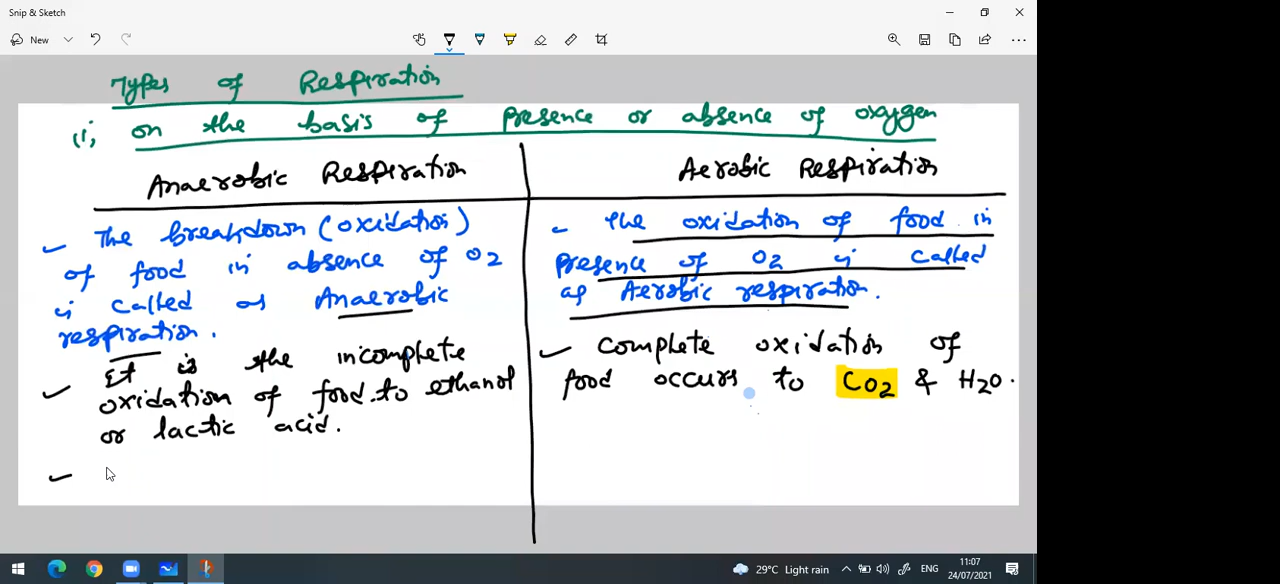 Snip & Sketch
New
Types of Respiration
(i) on the basis of presence or absence of oxygen
Anaerobic Respiration
The breakdown (oxidation)
of food in absence of O2
is called as Anaerobic
respiration.
It is the incomplete
oxidation of food to ethanol
or lactic acid.
Aerobic Respiration
The oxidation of food in
presence of O2 is called
as Aerobic respiration.
Complete oxidation of
food occurs to CO2 & H2O.
29°C Light rain
ENG
11:07
24/07/2021